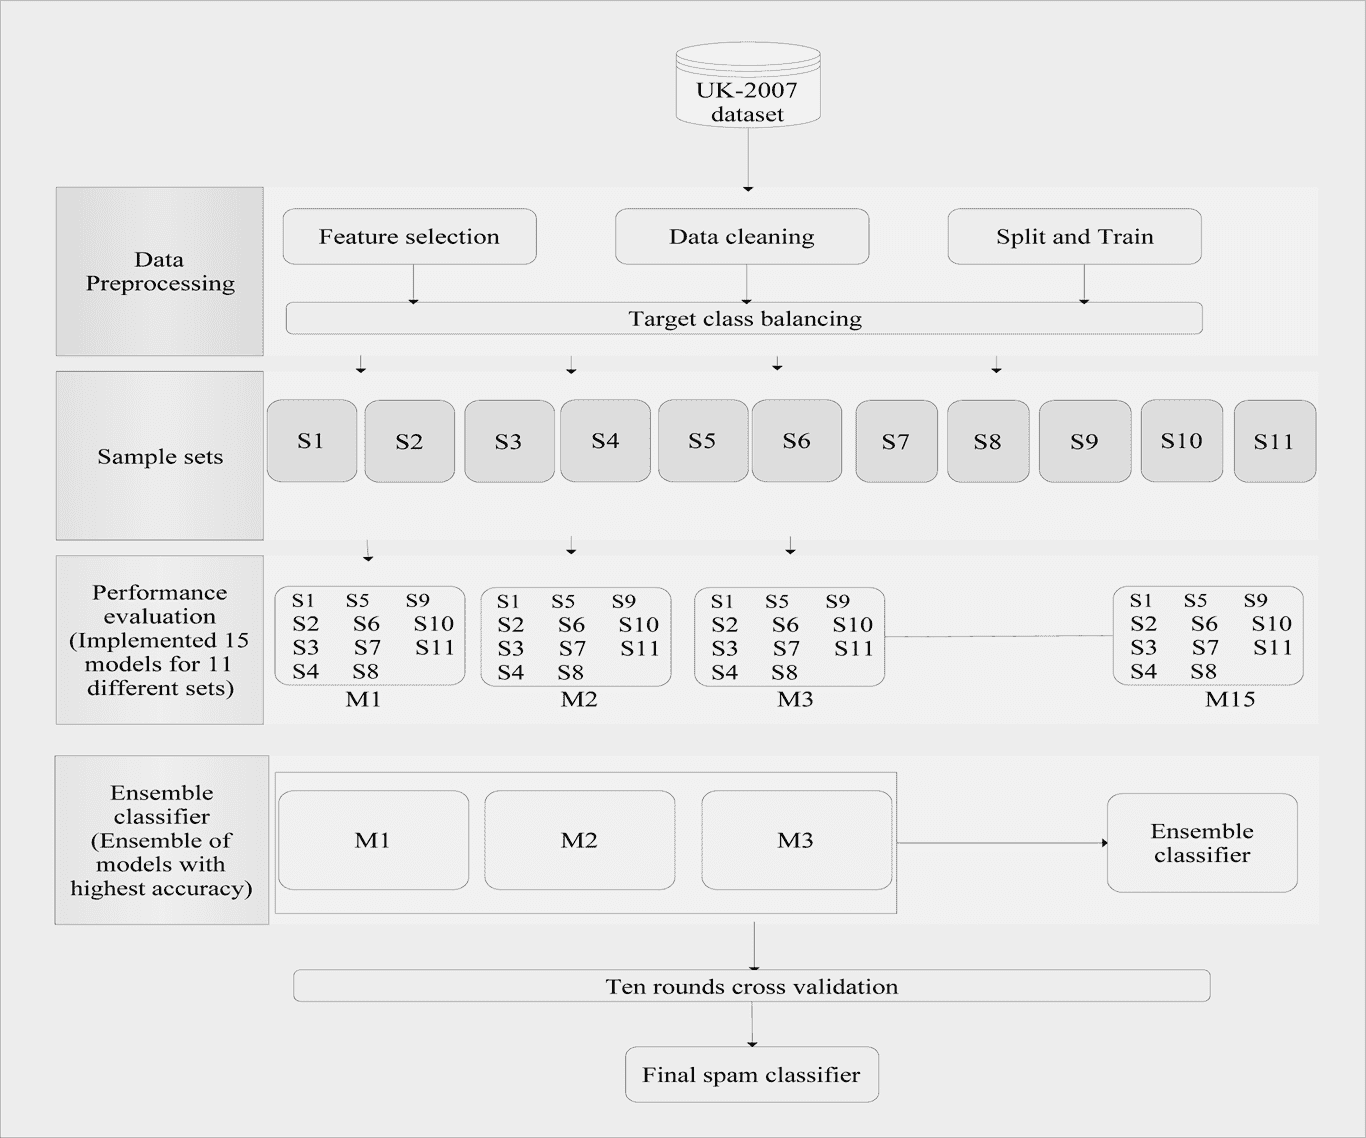 UK-2007
dataset
Data
Preprocessing
Feature selection
Data cleaning
Split and Train
Target class balancing
Sample sets
S1
S2
S3
S4
S5
S6
S7
S8
S9
S10
S11
Performance
evaluation
(Implemented 15
models for 11
different sets)
S1 S5 S9
S2 S6 S10
S3 S7 S11
S4 S8
M1
S1 S5 S9
S2 S6 S10
S3 S7 S11
S4 S8
M2
S1 S5 S9
S2 S6 S10
S3 S7 S11
S4 S8
M3
S1 S5 S9
S2 S6 S10
S3 S7 S11
S4 S8
M15
Ensemble
classifier
(Ensemble of
models with
highest accuracy)
M1
M2
M3
Ensemble
classifier
Ten rounds cross validation
Final spam classifier